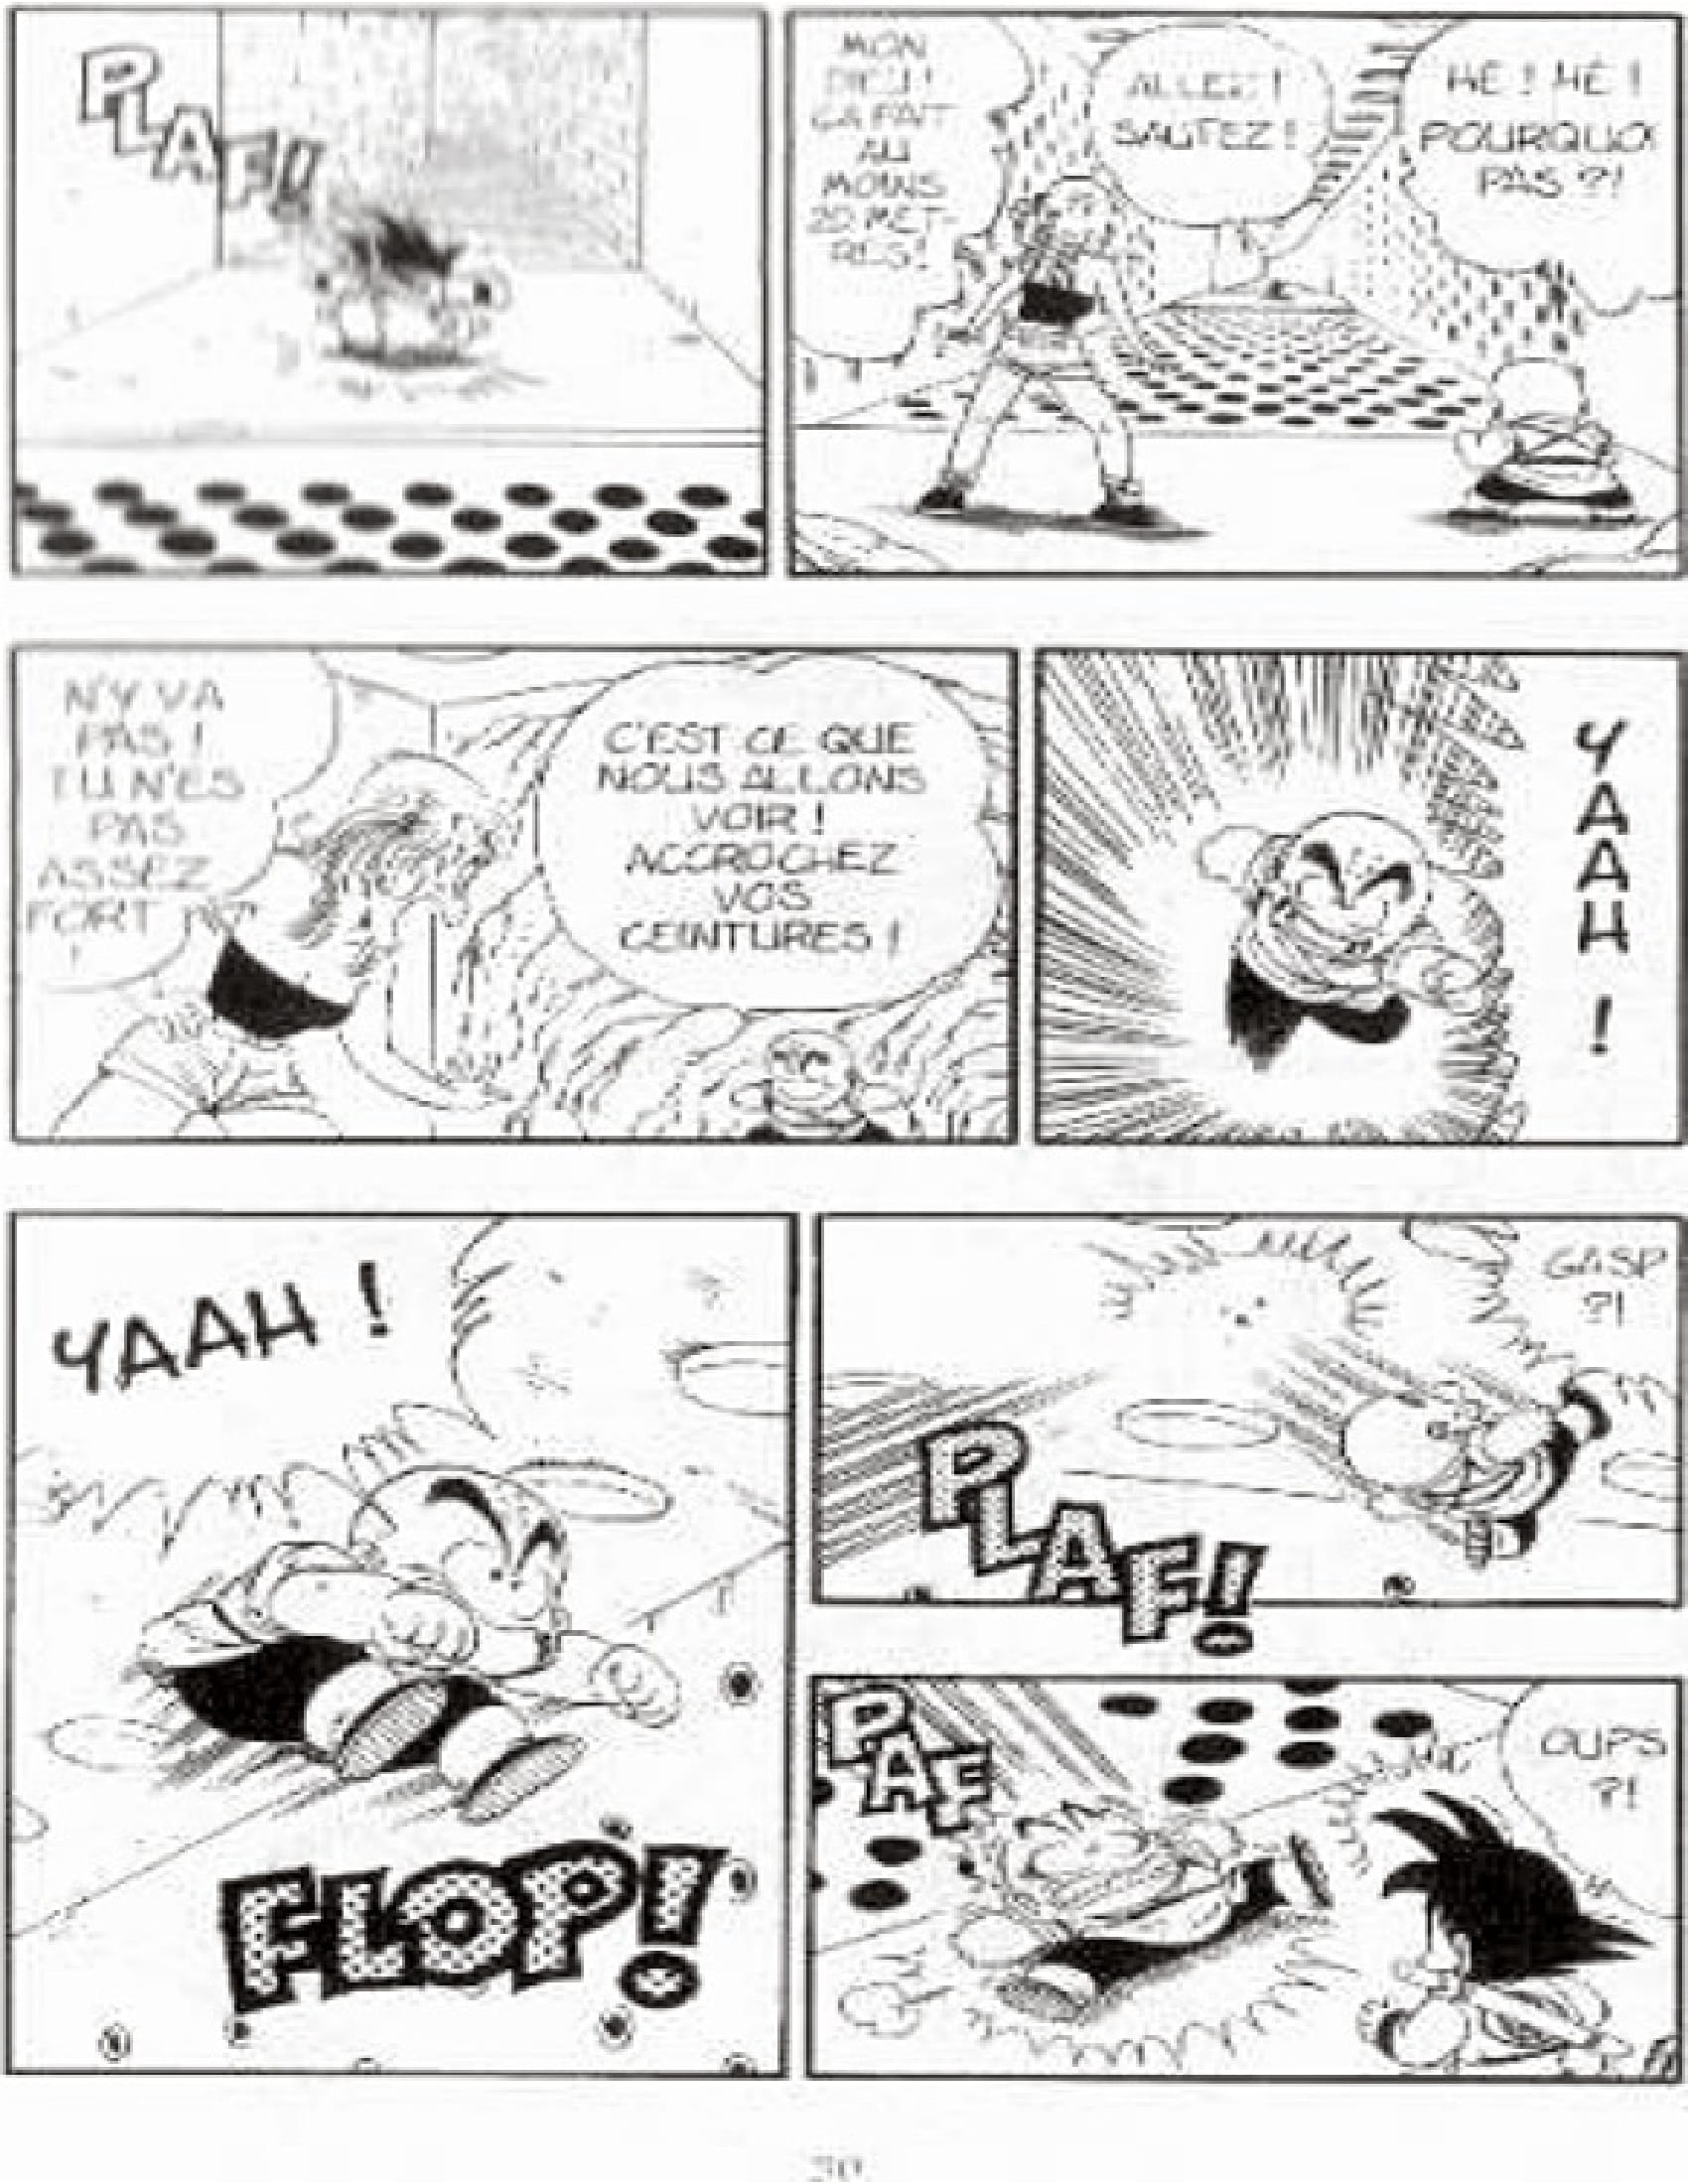 PLAF!
MON
DIEU!
ÇA FAIT
AU
MOINS
20 MÈT-
RES!
ALLEZ!
SAUTEZ!
HÉ! HÉ!
POURQUOI
PAS ?!
N'Y VA
PAS!
TU N'ES
PAS
ASSEZ
FORT
!
C'EST CE QUE
NOUS ALLONS
VOIR!
ACCROCHEZ
VOS
CEINTURES!
YAAH!
YAAH!
FLOP!
GASP
?!
PLAF!
PAF
OUPS
?!